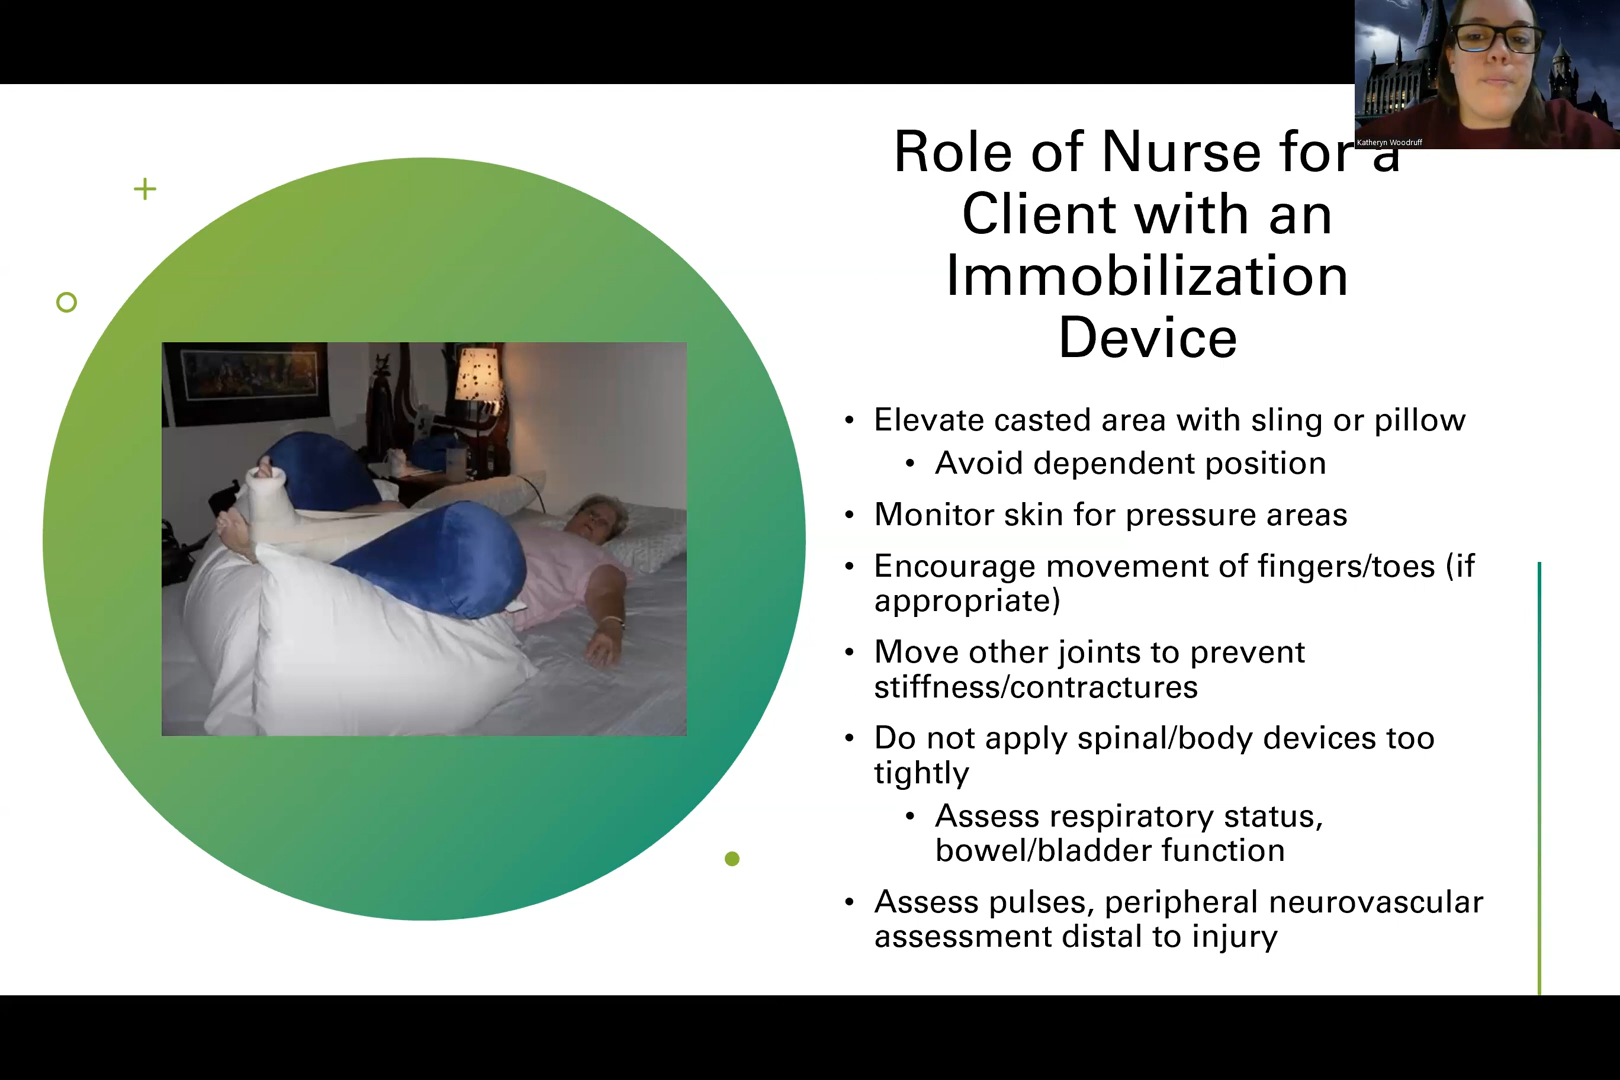 Katheryn Woodruff
Role of Nurse for a
Client with an
Immobilization
Device
• Elevate casted area with sling or pillow
• Avoid dependent position
• Monitor skin for pressure areas
• Encourage movement of fingers/toes (if
appropriate)
• Move other joints to prevent
stiffness/contractures
• Do not apply spinal/body devices too
tightly
• Assess respiratory status,
bowel/bladder function
• Assess pulses, peripheral neurovascular
assessment distal to injury